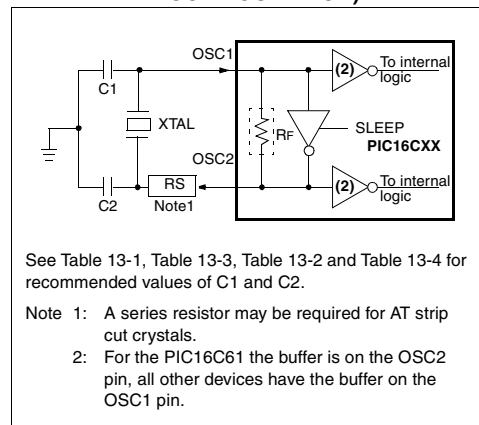 OSC1
To internal
logic
(2)
C1
XTAL
RF
SLEEP
PIC16CXX
OSC2
To internal
logic
(2)
RS
C2
Note1
See Table 13-1, Table 13-3, Table 13-2 and Table 13-4 for
recommended values of C1 and C2.
Note 1: A series resistor may be required for AT strip
cut crystals.
2: For the PIC16C61 the buffer is on the OSC2
pin, all other devices have the buffer on the
OSC1 pin.